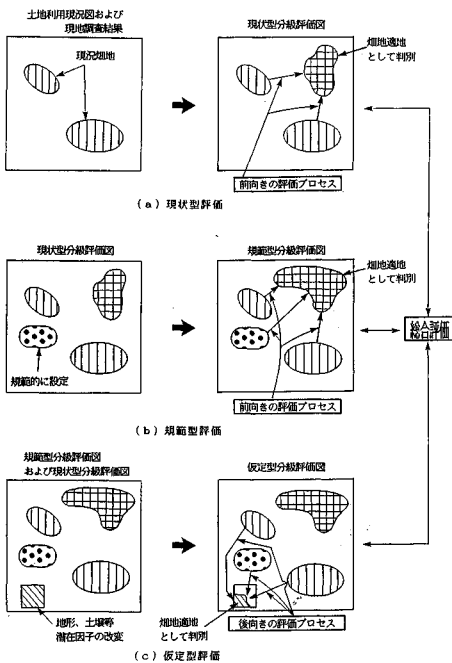 土地利用現況図および
現地調査結果
現況畑地
現状型分級評価図
畑地適地
として判別
前向きの評価プロセス
(a) 現状型評価
現状型分級評価図
規範的に設定
規範型分級評価図
畑地適地
として判別
前向きの評価プロセス
総合評価
(b) 規範型評価
規範型分級評価図
および現状型分級評価図
地形、土壌等
潜在因子の改変
仮定型分級評価図
畑地適地
として判別
後向きの評価プロセス
(c) 仮定型評価